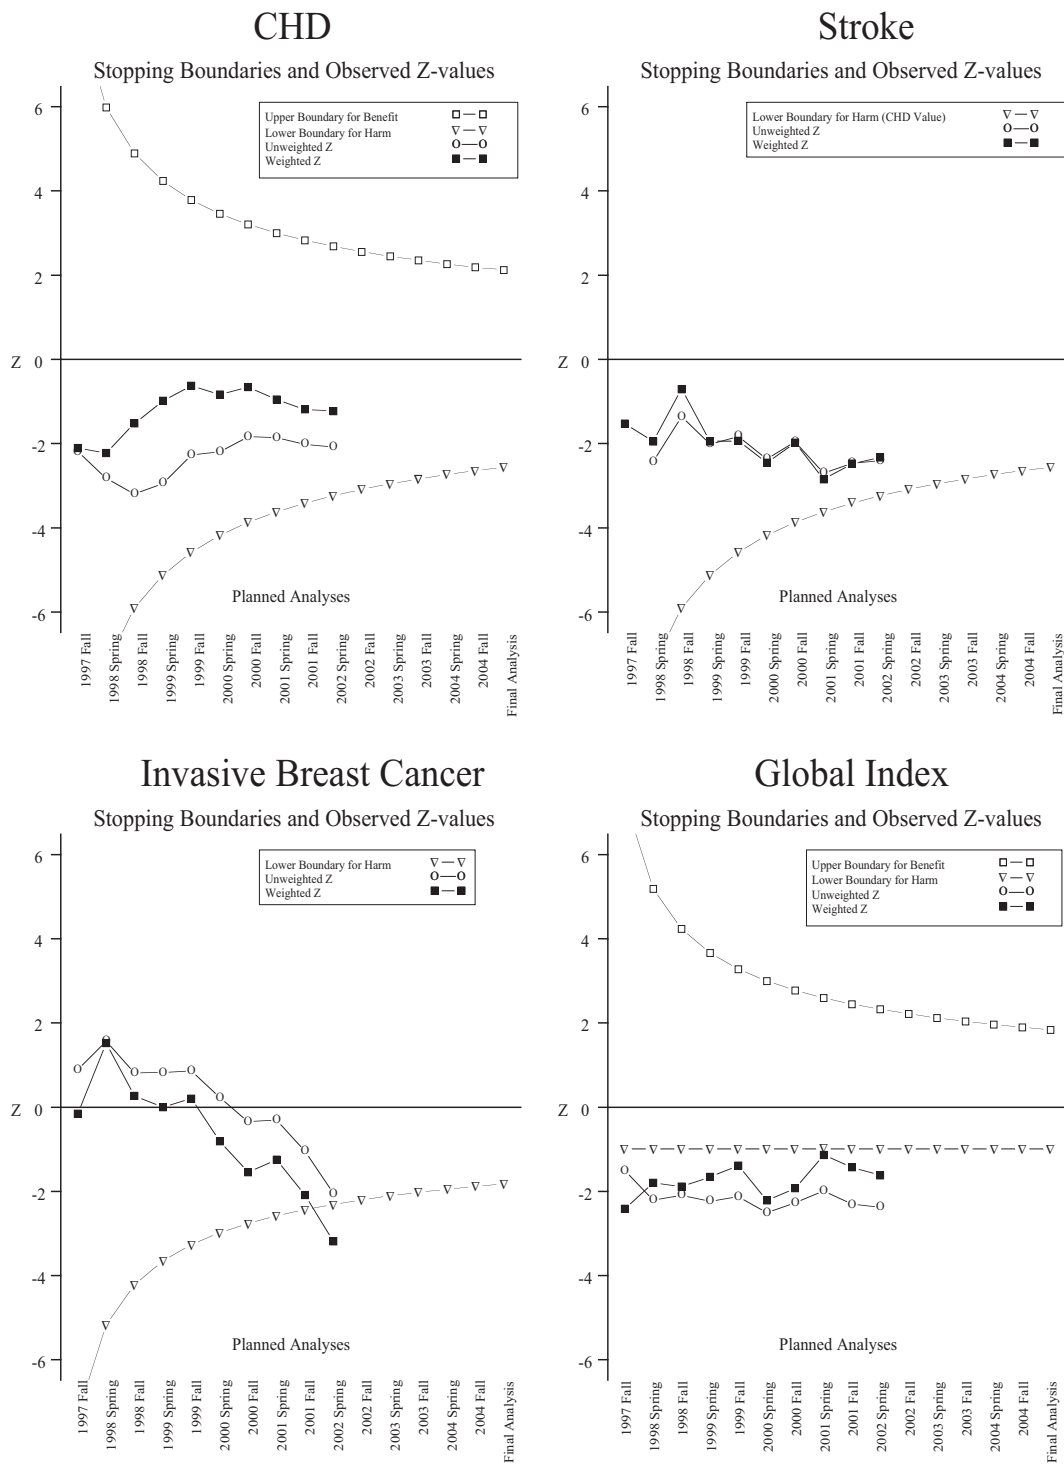 CHD
Stopping Boundaries and Observed Z-values
6
4
2
Z 0
-2
-4
-6
Upper Boundary for Benefit
Lower Boundary for Harm
Unweighted Z
Weighted Z
Planned Analyses
1997 Fall
1998 Spring
1998 Fall
1999 Spring
1999 Fall
2000 Spring
2000 Fall
2001 Spring
2001 Fall
2002 Spring
2002 Fall
2003 Spring
2003 Fall
2004 Spring
2004 Fall
Final Analysis
Stroke
Stopping Boundaries and Observed Z-values
6
4
2
Z 0
-2
-4
-6
Lower Boundary for Harm (CHD Value)
Unweighted Z
Weighted Z
Planned Analyses
1997 Fall
1998 Spring
1998 Fall
1999 Spring
1999 Fall
2000 Spring
2000 Fall
2001 Spring
2001 Fall
2002 Spring
2002 Fall
2003 Spring
2003 Fall
2004 Spring
2004 Fall
Final Analysis
Invasive Breast Cancer
Stopping Boundaries and Observed Z-values
6
4
2
Z 0
-2
-4
-6
Lower Boundary for Harm
Unweighted Z
Weighted Z
Planned Analyses
1997 Fall
1998 Spring
1998 Fall
1999 Spring
1999 Fall
2000 Spring
2000 Fall
2001 Spring
2001 Fall
2002 Spring
2002 Fall
2003 Spring
2003 Fall
2004 Spring
2004 Fall
Final Analysis
Global Index
Stopping Boundaries and Observed Z-values
6
4
2
Z 0
-2
-4
-6
Upper Boundary for Benefit
Lower Boundary for Harm
Unweighted Z
Weighted Z
Planned Analyses
1997 Fall
1998 Spring
1998 Fall
1999 Spring
1999 Fall
2000 Spring
2000 Fall
2001 Spring
2001 Fall
2002 Spring
2002 Fall
2003 Spring
2003 Fall
2004 Spring
2004 Fall
Final Analysis